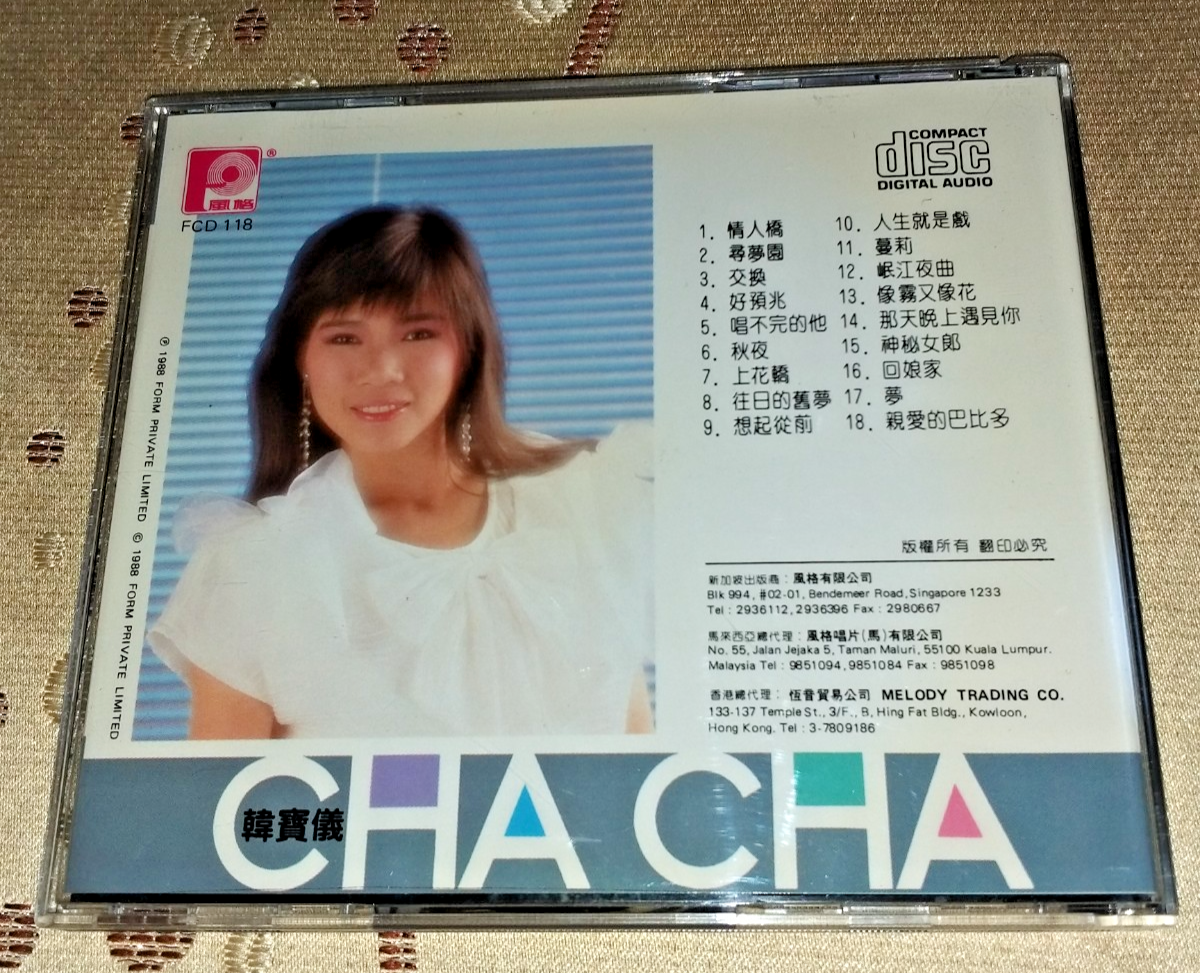 風格
®
FCD 118
COMPACT
disc
DIGITAL AUDIO
1. 情人橋
2. 尋夢園
3. 交換
4. 好預兆
5. 唱不完的他
6. 秋夜
7. 上花轎
8. 往日的舊夢
9. 想起從前
10. 人生就是戲
11. 蔓莉
12. 岷江夜曲
13. 像霧又像花
14. 那天晚上遇見你
15. 神秘女郎
16. 回娘家
17. 夢
18. 親愛的巴比多
版權所有 翻印必究
新加坡出版商：風格有限公司
Blk 994, #02-01, Bendemeer Road, Singapore 1233
Tel : 2936112, 2936396 Fax : 2980667
馬來西亞總代理：風格唱片(馬)有限公司
No. 55, Jalan Jejaka 5, Taman Maluri, 55100 Kuala Lumpur.
Malaysia Tel : 9851094, 9851084 Fax : 9851098
香港總代理：恆音貿易公司 MELODY TRADING CO.
133-137 Temple St., 3/F., B, Hing Fat Bldg., Kowloon,
Hong Kong. Tel : 3-7809186
℗ 1988 FORM PRIVATE LIMITED © 1988 FORM PRIVATE LIMITED
CHA CHA
韓寶儀